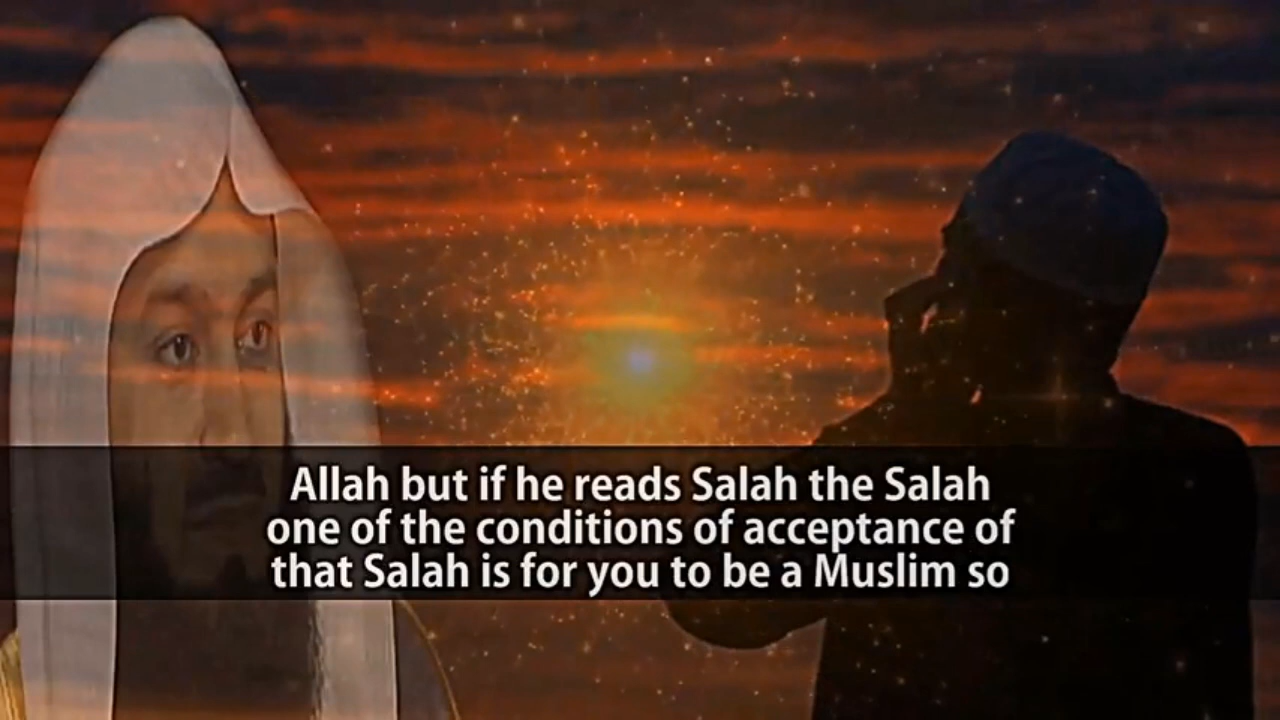 Allah but if he reads Salah the Salah
one of the conditions of acceptance of
that Salah is for you to be a Muslim so